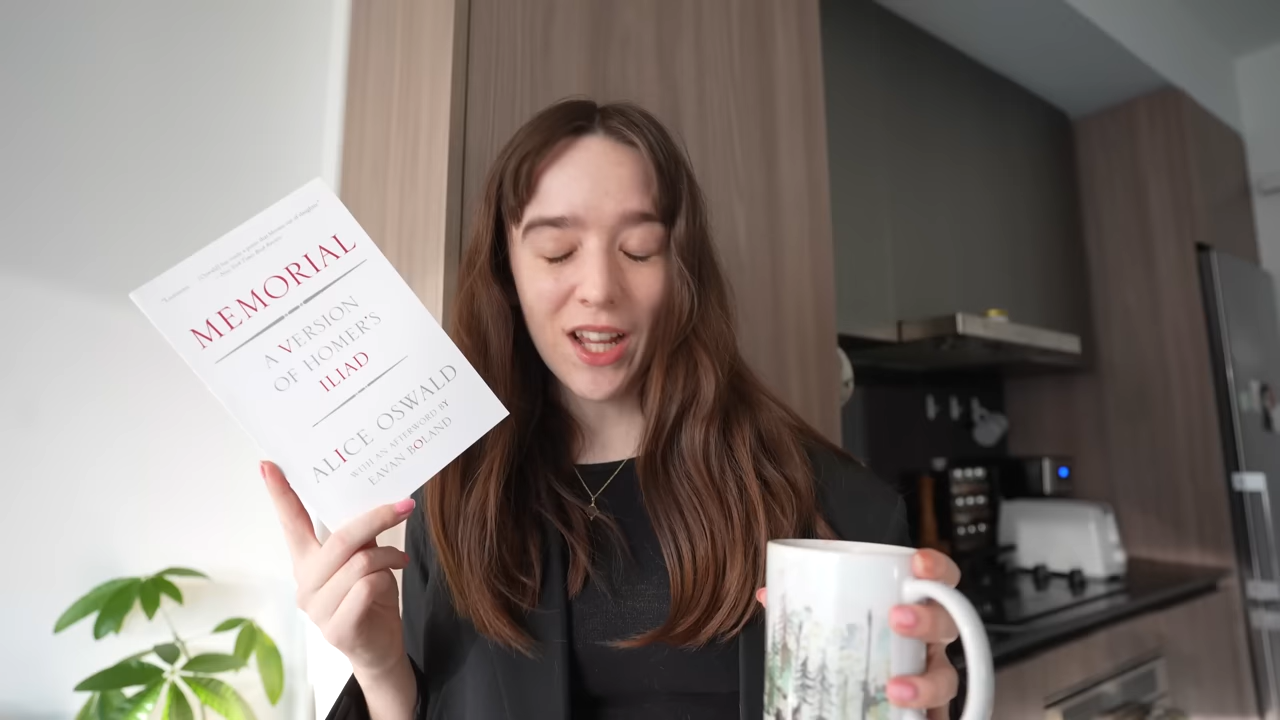 MEMORIAL
A VERSION
OF HOMER'S
ILIAD
ALICE OSWALD
WITH AN AFTERWORD BY
EAVAN BOLAND